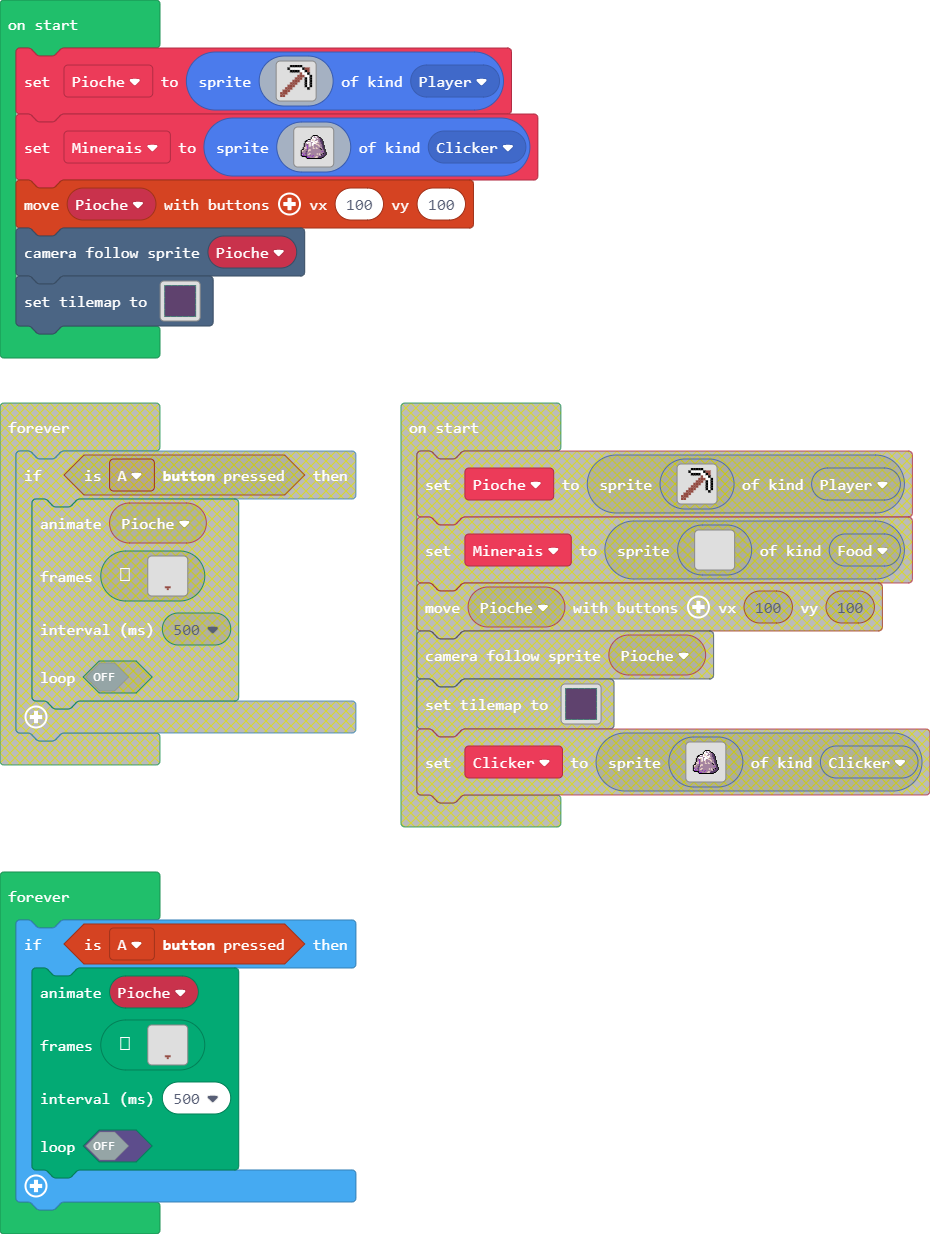 on start
set Pioche to sprite of kind Player
set Minerais to sprite of kind Clicker
move Pioche with buttons vx 100 vy 100
camera follow sprite Pioche
set tilemap to
forever
if is A button pressed then
animate Pioche
frames
interval (ms) 500
loop OFF
on start
set Pioche to sprite of kind Player
set Minerais to sprite of kind Food
move Pioche with buttons vx 100 vy 100
camera follow sprite Pioche
set tilemap to
set Clicker to sprite of kind Clicker
forever
if is A button pressed then
animate Pioche
frames
interval (ms) 500
loop OFF